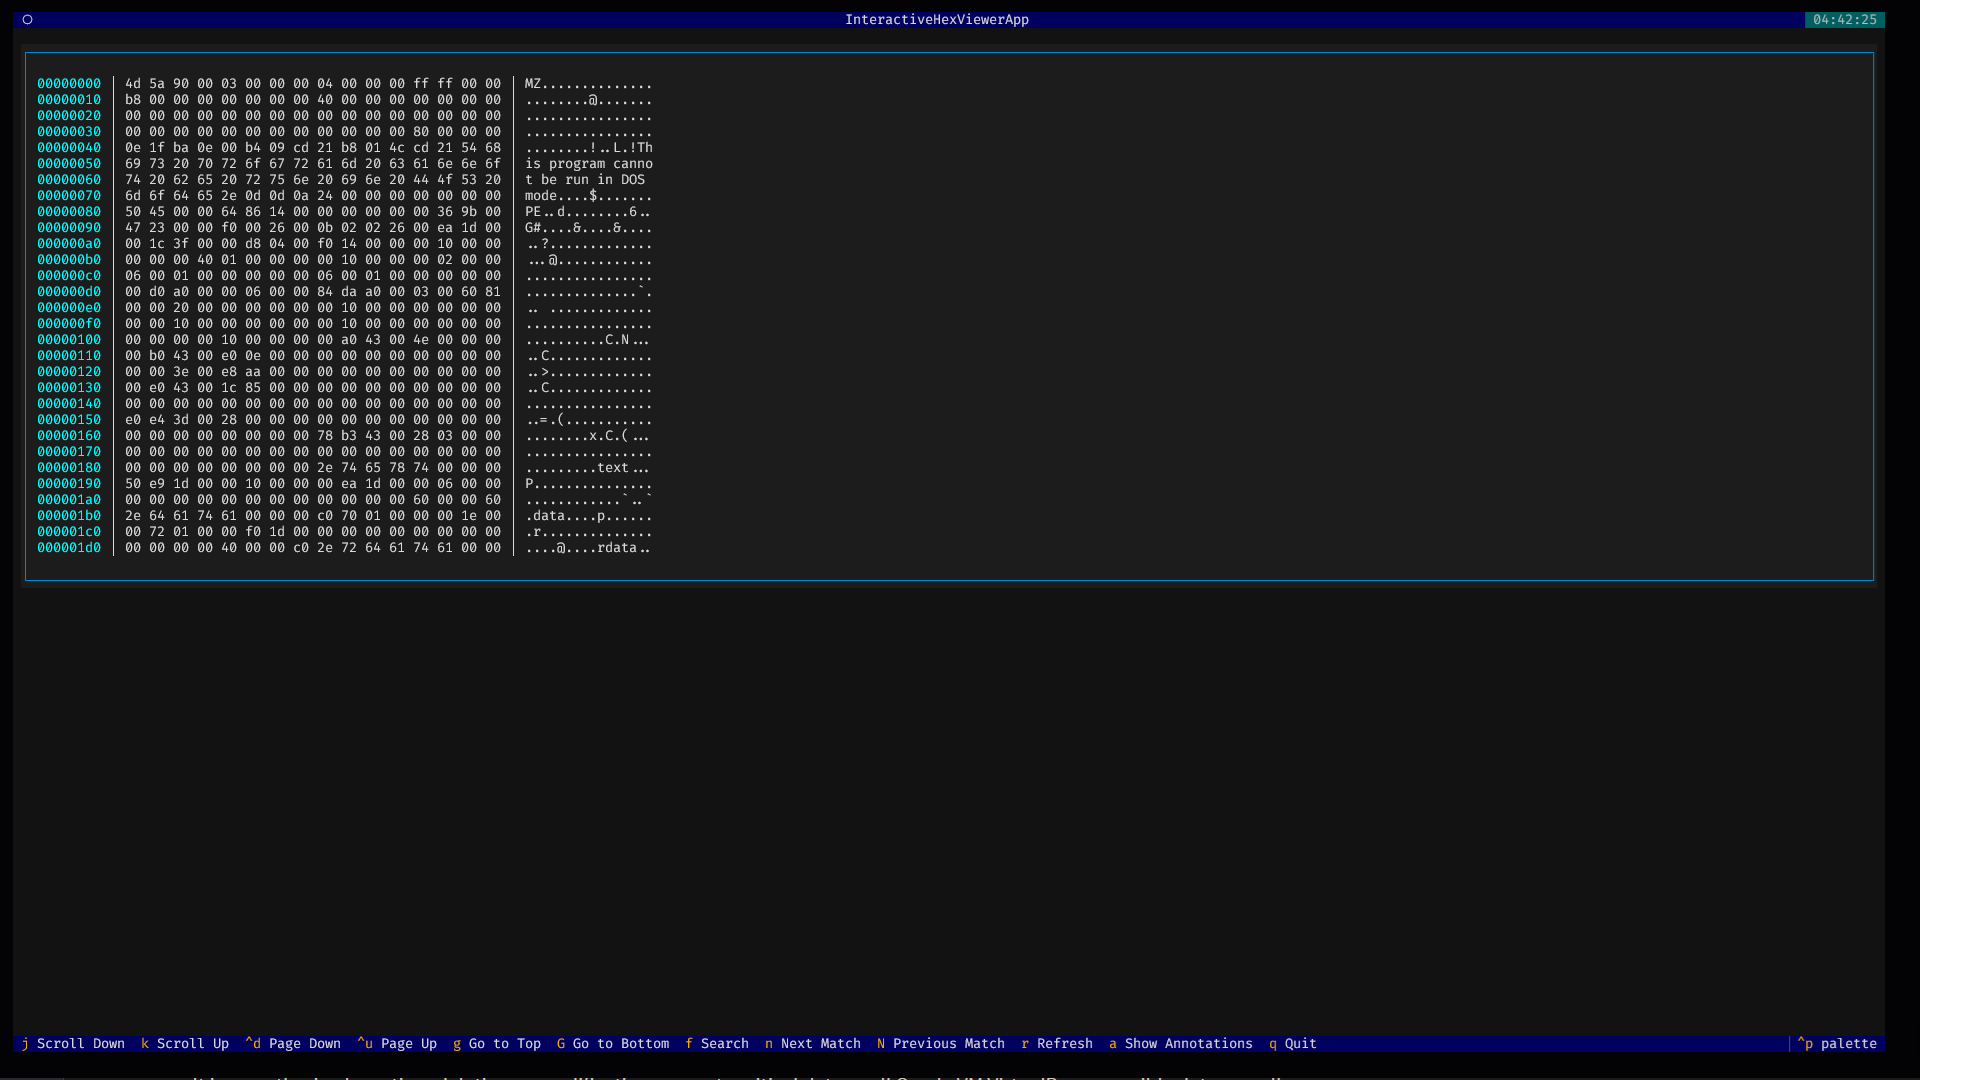 InteractiveHexViewerApp 04:42:25
00000000 4d 5a 90 00 03 00 00 00 04 00 00 00 ff ff 00 00 MZ..............
00000010 b8 00 00 00 00 00 00 00 40 00 00 00 00 00 00 00 ........@.......
00000020 00 00 00 00 00 00 00 00 00 00 00 00 00 00 00 00 ................
00000030 00 00 00 00 00 00 00 00 00 00 00 00 80 00 00 00 ................
00000040 0e 1f ba 0e 00 b4 09 cd 21 b8 01 4c cd 21 54 68 ........!..L.!Th
00000050 69 73 20 70 72 6f 67 72 61 6d 20 63 61 6e 6e 6f is program canno
00000060 74 20 62 65 20 72 75 6e 20 69 6e 20 44 4f 53 20 t be run in DOS
00000070 6d 6f 64 65 2e 0d 0d 0a 24 00 00 00 00 00 00 00 mode....$.......
00000080 50 45 00 00 64 86 14 00 00 00 00 00 00 36 9b 00 PE..d........6..
00000090 47 23 00 00 f0 00 26 00 0b 02 02 26 00 ea 1d 00 G#....&....&....
000000a0 00 1c 3f 00 00 d8 04 00 f0 14 00 00 00 10 00 00 ..?.............
000000b0 00 00 00 40 01 00 00 00 00 10 00 00 00 02 00 00 ...@............
000000c0 06 00 01 00 00 00 00 00 06 00 01 00 00 00 00 00 ................
000000d0 00 d0 a0 00 00 06 00 00 84 da a0 00 03 00 60 81 ..............`.
000000e0 00 00 20 00 00 00 00 00 00 10 00 00 00 00 00 00 .. .............
000000f0 00 00 10 00 00 00 00 00 00 10 00 00 00 00 00 00 ................
00000100 00 00 00 00 10 00 00 00 00 a0 43 00 4e 00 00 00 ..........C.N...
00000110 00 b0 43 00 e0 0e 00 00 00 00 00 00 00 00 00 00 ..C.............
00000120 00 00 3e 00 e8 aa 00 00 00 00 00 00 00 00 00 00 ..>.............
00000130 00 e0 43 00 1c 85 00 00 00 00 00 00 00 00 00 00 ..C.............
00000140 00 00 00 00 00 00 00 00 00 00 00 00 00 00 00 00 ................
00000150 e0 e4 3d 00 28 00 00 00 00 00 00 00 00 00 00 00 ..=.(...........
00000160 00 00 00 00 00 00 00 00 78 b3 43 00 28 03 00 00 ........x.C.(...
00000170 00 00 00 00 00 00 00 00 00 00 00 00 00 00 00 00 ................
00000180 00 00 00 00 00 00 00 00 2e 74 65 78 74 00 00 00 .........text...
00000190 50 e9 1d 00 00 10 00 00 00 ea 1d 00 00 06 00 00 P...............
000001a0 00 00 00 00 00 00 00 00 00 00 00 00 60 00 00 60 ............`..`
000001b0 2e 64 61 74 61 00 00 00 c0 70 01 00 00 00 1e 00 .data....p......
000001c0 00 72 01 00 00 f0 1d 00 00 00 00 00 00 00 00 00 .r..............
000001d0 00 00 00 00 40 00 00 c0 2e 72 64 61 74 61 00 00 ....@....rdata..
j Scroll Down k Scroll Up ^d Page Down ^u Page Up g Go to Top G Go to Bottom f Search n Next Match N Previous Match r Refresh a Show Annotations q Quit ^p palette